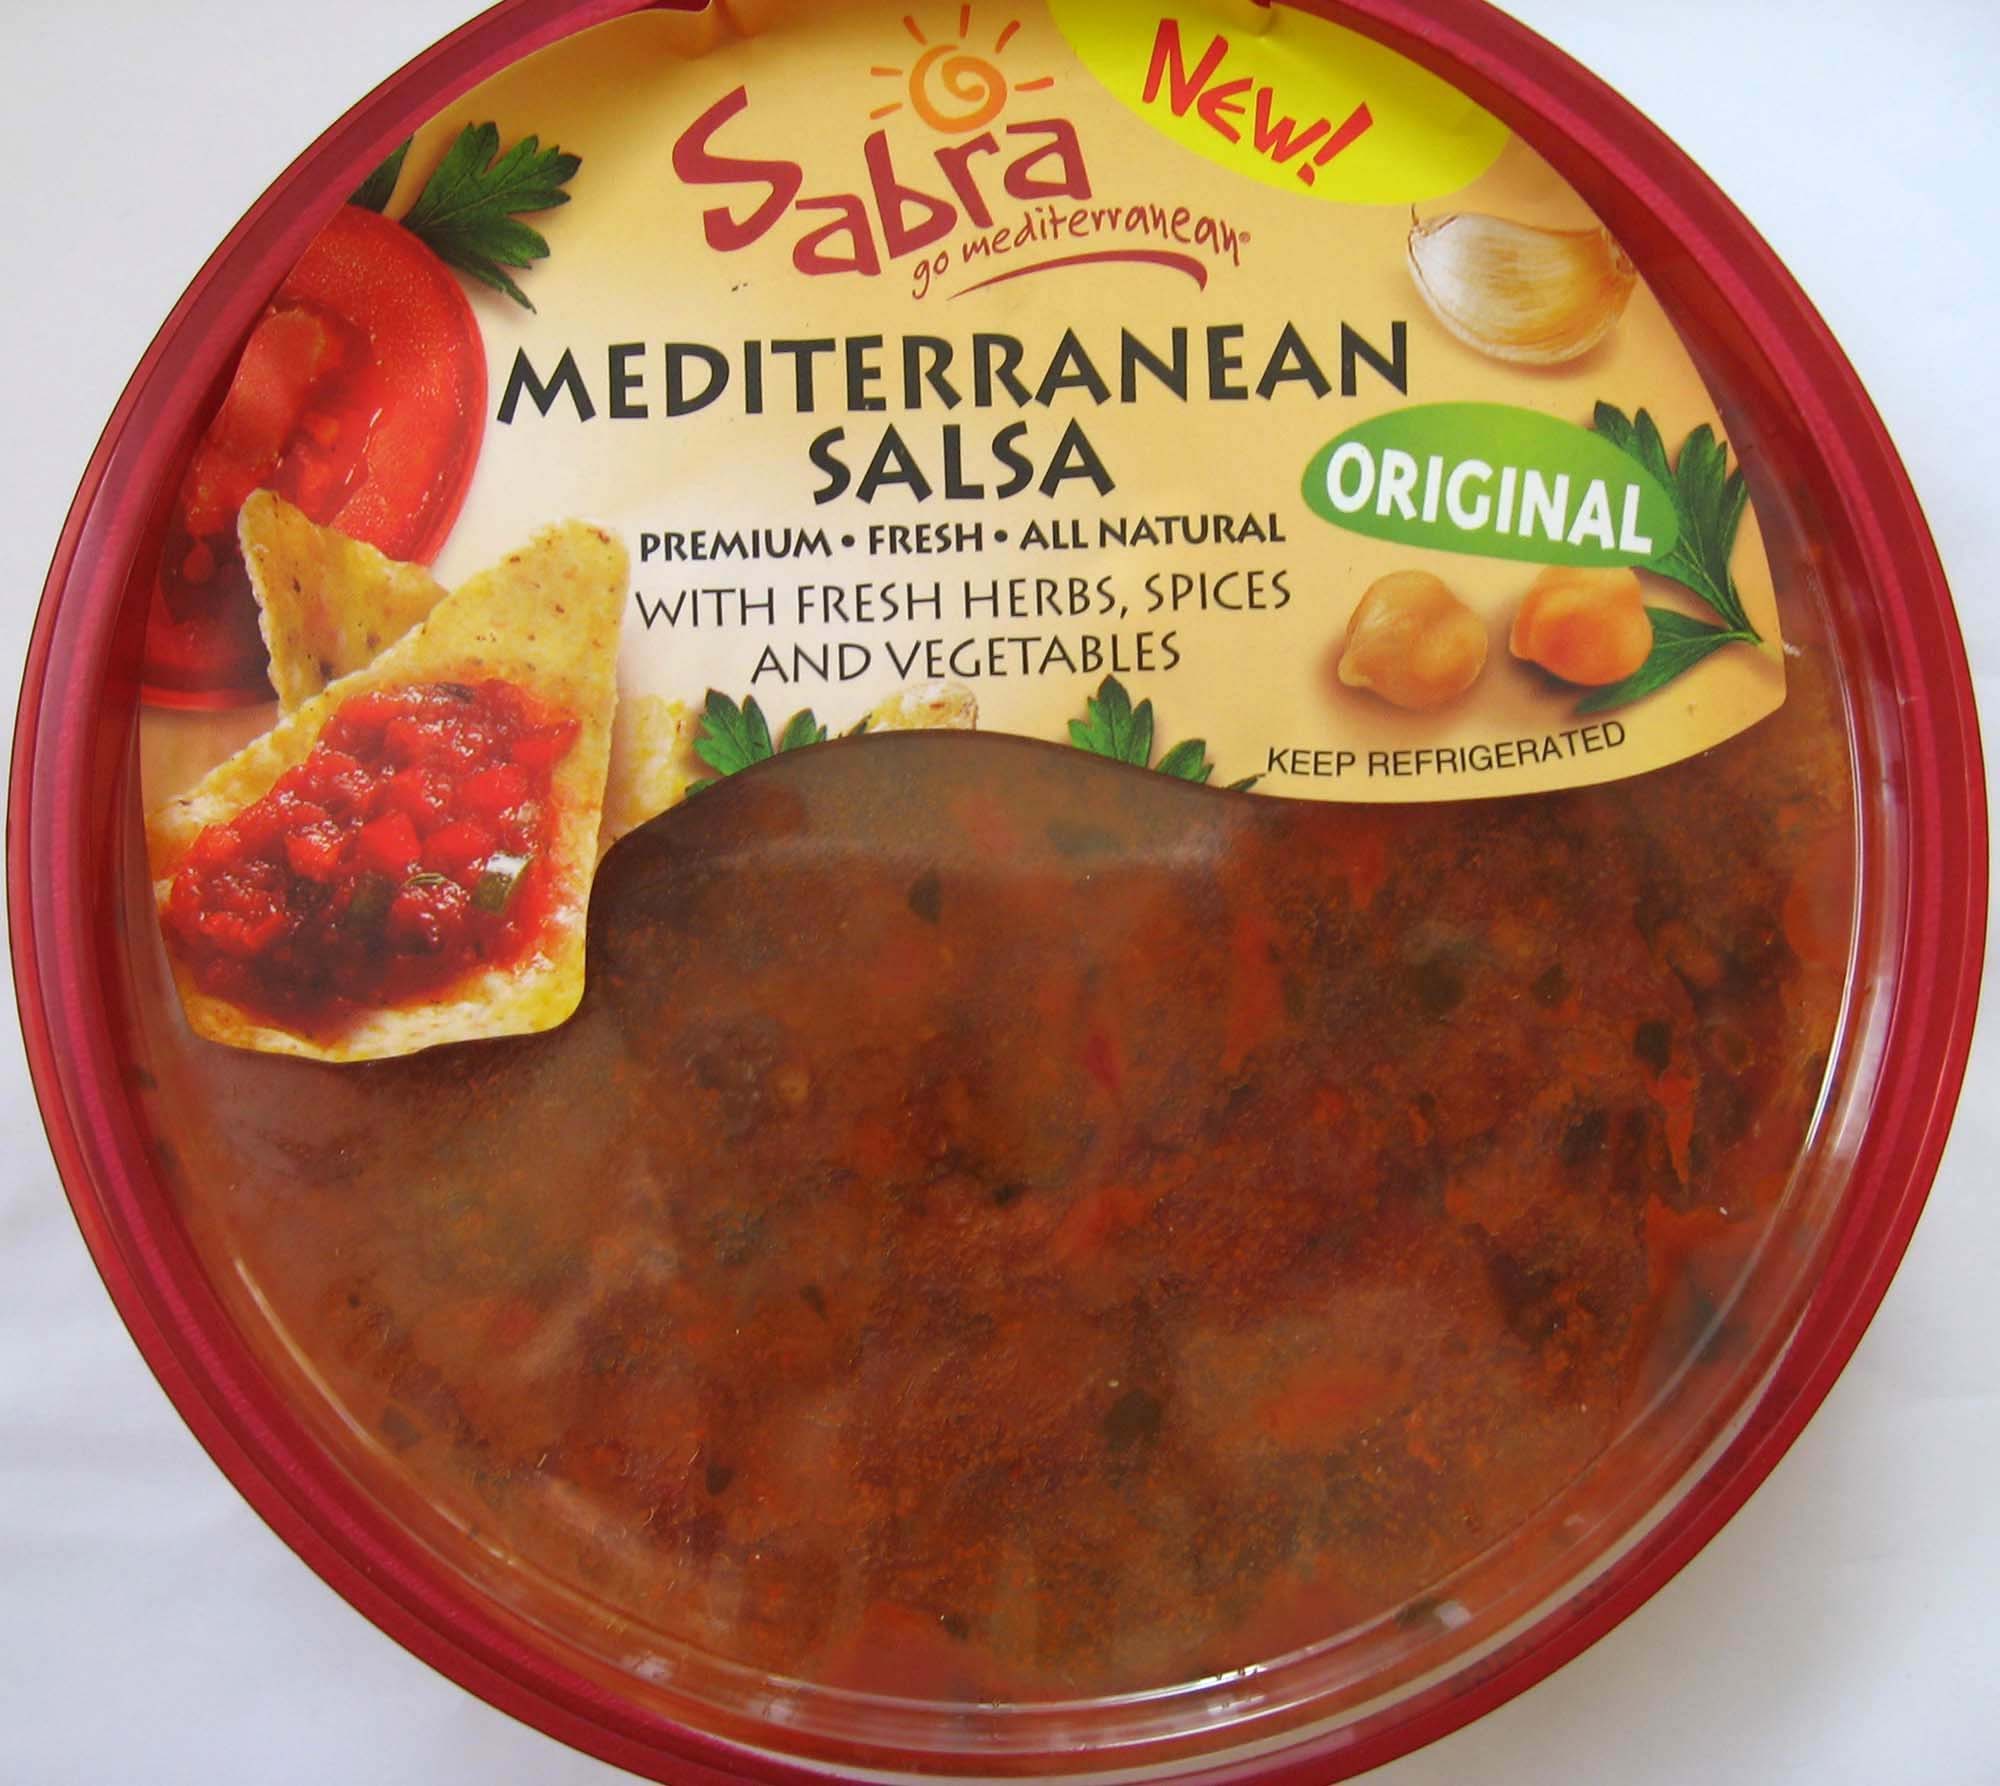 NEW!
Sabra
go mediterranean®
MEDITERRANEAN
SALSA
ORIGINAL
PREMIUM • FRESH • ALL NATURAL
WITH FRESH HERBS, SPICES
AND VEGETABLES
KEEP REFRIGERATED